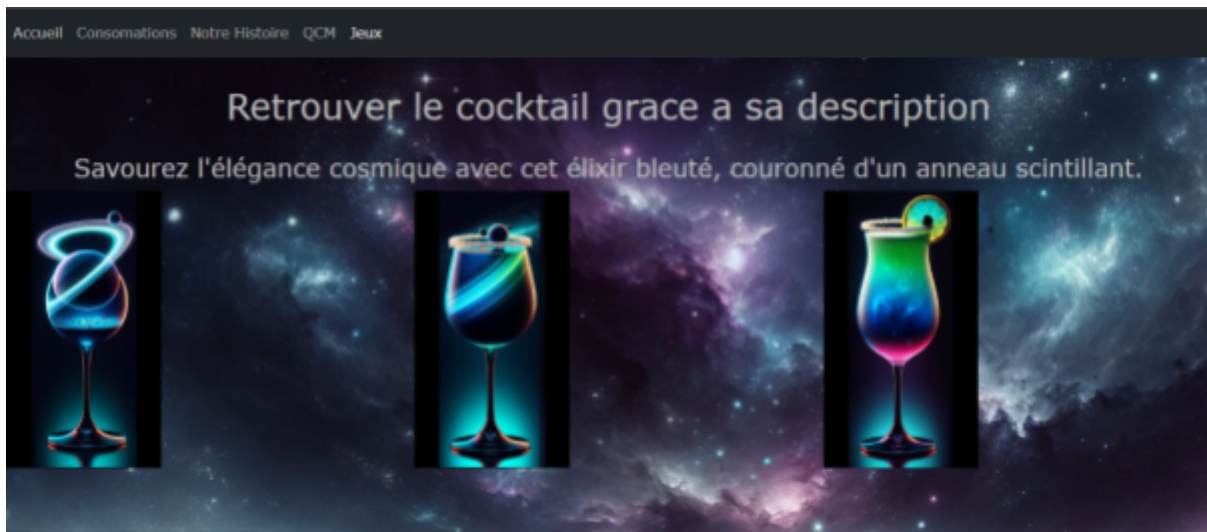 Accueil Consomations Notre Histoire QCM Jeux
Retrouver le cocktail grace a sa description
Savourez l'élégance cosmique avec cet élixir bleuté, couronné d'un anneau scintillant.